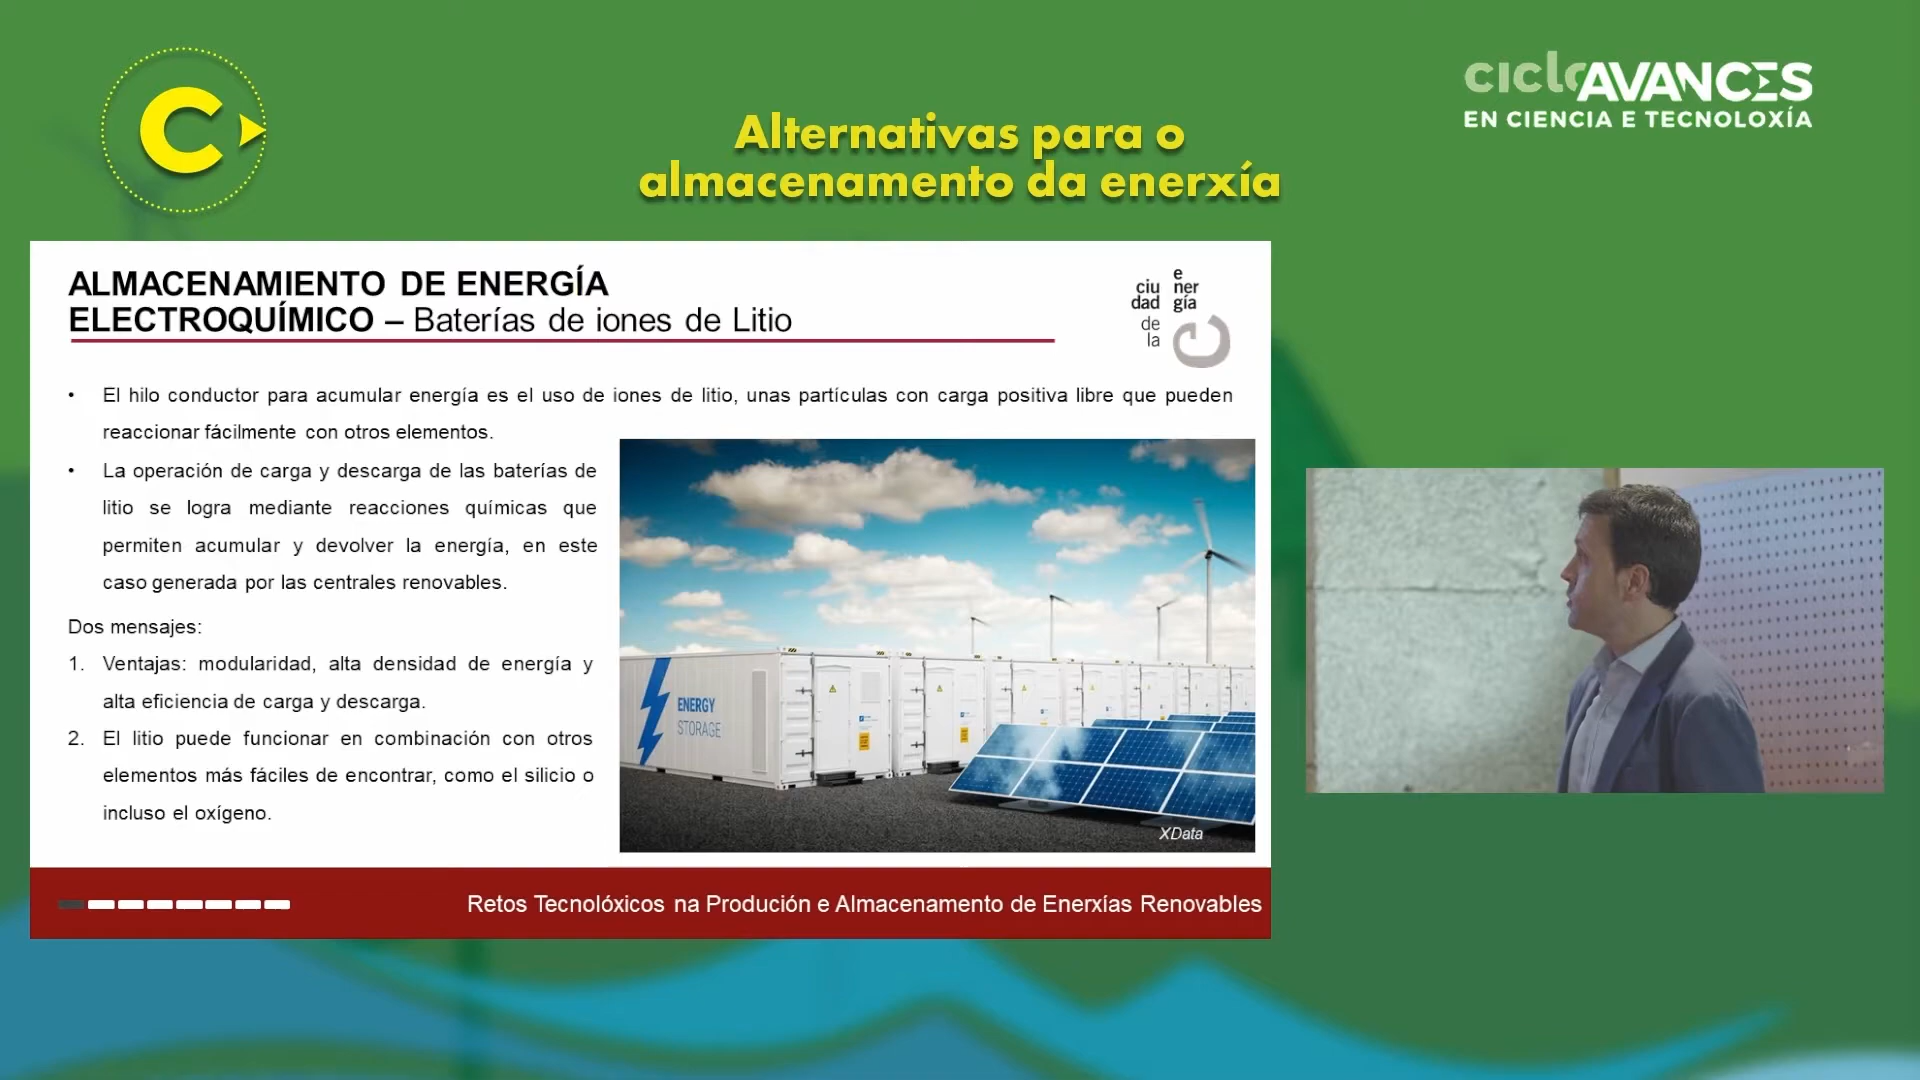 C
ciclo AVANCES
EN CIENCIA E TECNOLOXÍA
Alternativas para o
almacenamento da enerxía
ALMACENAMIENTO DE ENERGÍA
ELECTROQUÍMICO – Baterías de iones de Litio
e
ciu ner
dad gía
de
la
C
• El hilo conductor para acumular energía es el uso de iones de litio, unas partículas con carga positiva libre que pueden
reaccionar fácilmente con otros elementos.
• La operación de carga y descarga de las baterías de
litio se logra mediante reacciones químicas que
permiten acumular y devolver la energía, en este
caso generada por las centrales renovables.
Dos mensajes:
1. Ventajas: modularidad, alta densidad de energía y
alta eficiencia de carga y descarga.
2. El litio puede funcionar en combinación con otros
elementos más fáciles de encontrar, como el silicio o
incluso el oxígeno.
ENERGY
STORAGE
XData
Retos Tecnolóxicos na Produción e Almacenamento de Enerxías Renovables